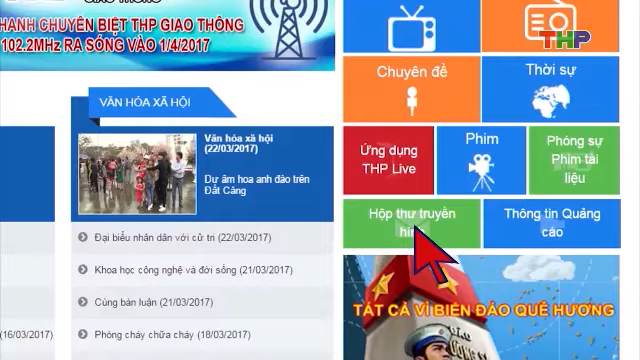 GIAO THÔNG
HANH CHUYÊN BIỆT THP GIAO THÔNG
102.2MHz RA SÓNG VÀO 1/4/2017
THP
Chuyên đề
Thời sự
VĂN HÓA XÃ HỘI
Văn hóa xã hội
(22/03/2017)
Dự âm hoa anh đào trên
Đất Cảng
Đại biểu nhân dân với cử tri (22/03/2017)
Khoa học công nghệ và đời sống (21/03/2017)
Cùng bàn luận (21/03/2017)
Phòng cháy chữa cháy (18/03/2017)
(16/03/2017)
Ứng dụng
THP Live
Phim
Phóng sự
Phim tài
liệu
Hộp thư truyền
hình
Thông tin Quảng
cáo
TẤT CẢ VÌ BIỂN ĐẢO QUÊ HƯƠNG